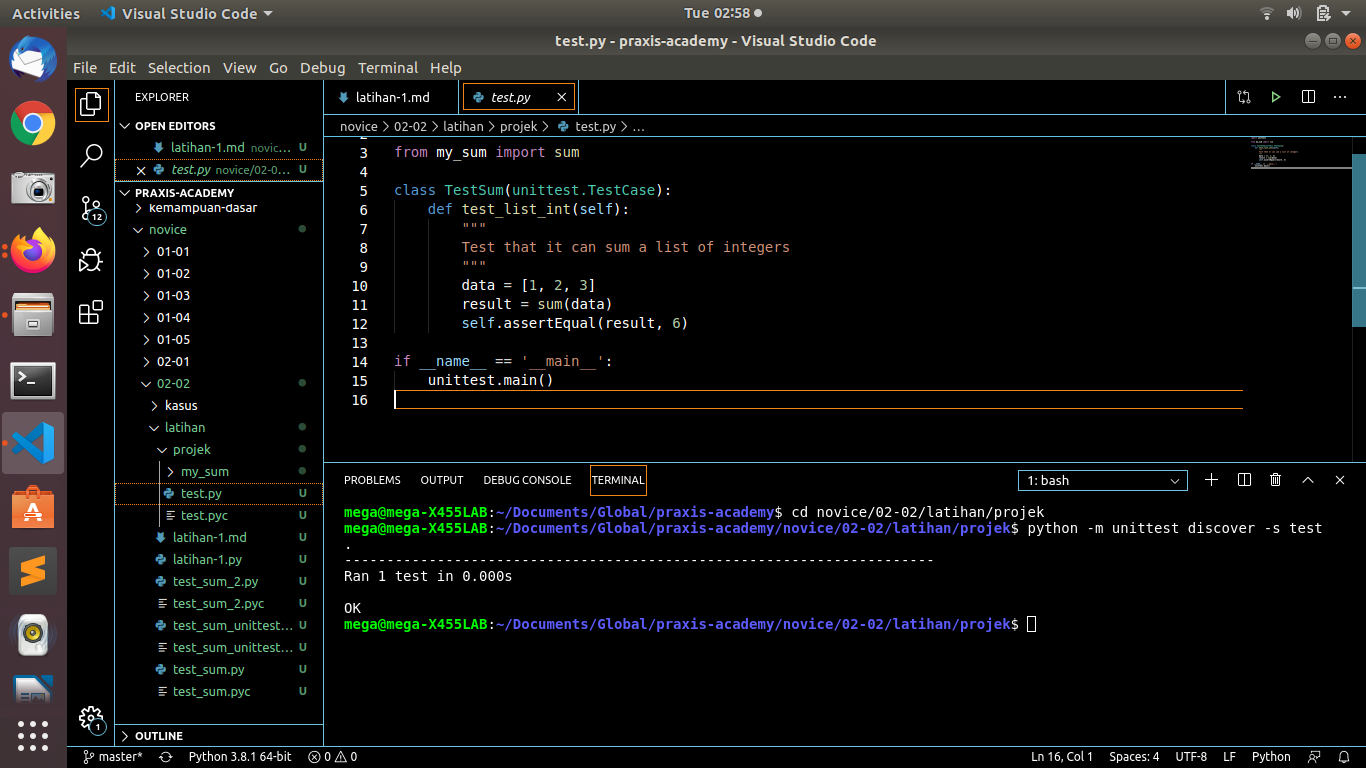 Activities Visual Studio Code Tue 02:58
test.py - praxis-academy - Visual Studio Code
File Edit Selection View Go Debug Terminal Help
EXPLORER
OPEN EDITORS
latihan-1.md novic... U
test.py novice/02-0... U
PRAXIS-ACADEMY
kemampuan-dasar
novice
01-01
01-02
01-03
01-04
01-05
02-01
02-02
kasus
latihan
projek
my_sum
test.py U
test.pyc U
latihan-1.md U
latihan-1.py U
test_sum_2.py U
test_sum_2.pyc U
test_sum_unittest... U
test_sum_unittest... U
test_sum.py U
test_sum.pyc U
OUTLINE
12
1
latihan-1.md test.py
novice > 02-02 > latihan > projek > test.py > ...
3 from my_sum import sum
4
5 class TestSum(unittest.TestCase):
6 def test_list_int(self):
7 """
8 Test that it can sum a list of integers
9 """
10 data = [1, 2, 3]
11 result = sum(data)
12 self.assertEqual(result, 6)
13
14 if __name__ == '__main__':
15 unittest.main()
16
PROBLEMS OUTPUT DEBUG CONSOLE TERMINAL 1: bash
mega@mega-X455LAB:~/Documents/Global/praxis-academy$ cd novice/02-02/latihan/projek
mega@mega-X455LAB:~/Documents/Global/praxis-academy/novice/02-02/latihan/projek$ python -m unittest discover -s test
.
----------------------------------------------------------------------
Ran 1 test in 0.000s
OK
mega@mega-X455LAB:~/Documents/Global/praxis-academy/novice/02-02/latihan/projek$
master* Python 3.8.1 64-bit 0 0 Ln 16, Col 1 Spaces: 4 UTF-8 LF Python